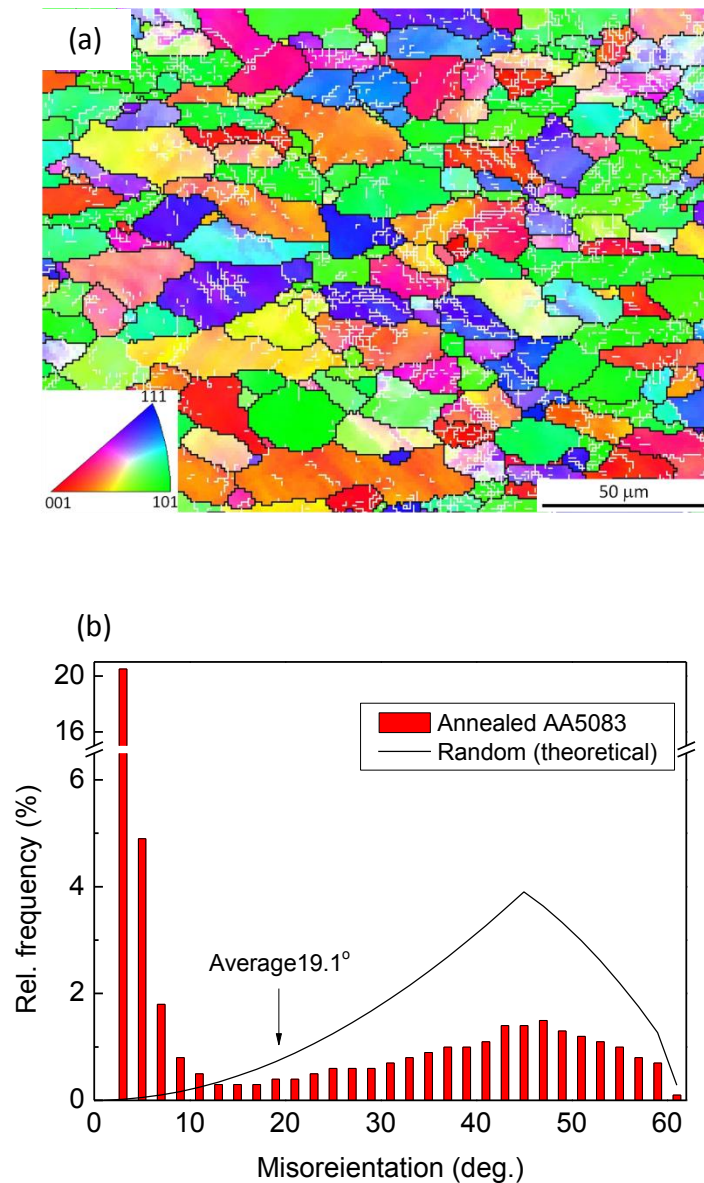 (a)
111
001
101
50 μm
(b)
20
16
6
4
2
0
Rel. frequency (%)
Annealed AA5083
Random (theoretical)
Average19.1°
0
10
20
30
40
50
60
Misoreientation (deg.)